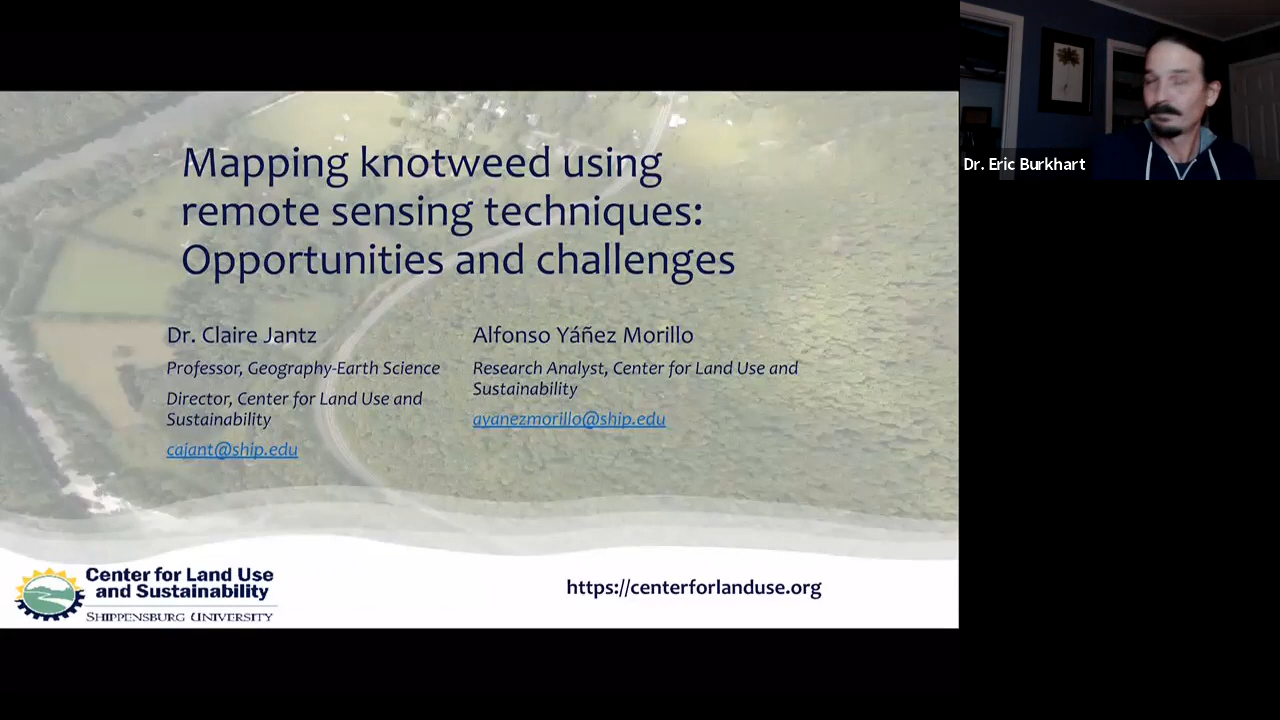 Mapping knotweed using
remote sensing techniques:
Opportunities and challenges
Dr. Claire Jantz
Professor, Geography-Earth Science
Director, Center for Land Use and
Sustainability
cajant@ship.edu
Alfonso Yáñez Morillo
Research Analyst, Center for Land Use and
Sustainability
ayanezmorillo@ship.edu
Center for Land Use
and Sustainability
SHIPPENSBURG UNIVERSITY
https://centerforlanduse.org
Dr. Eric Burkhart